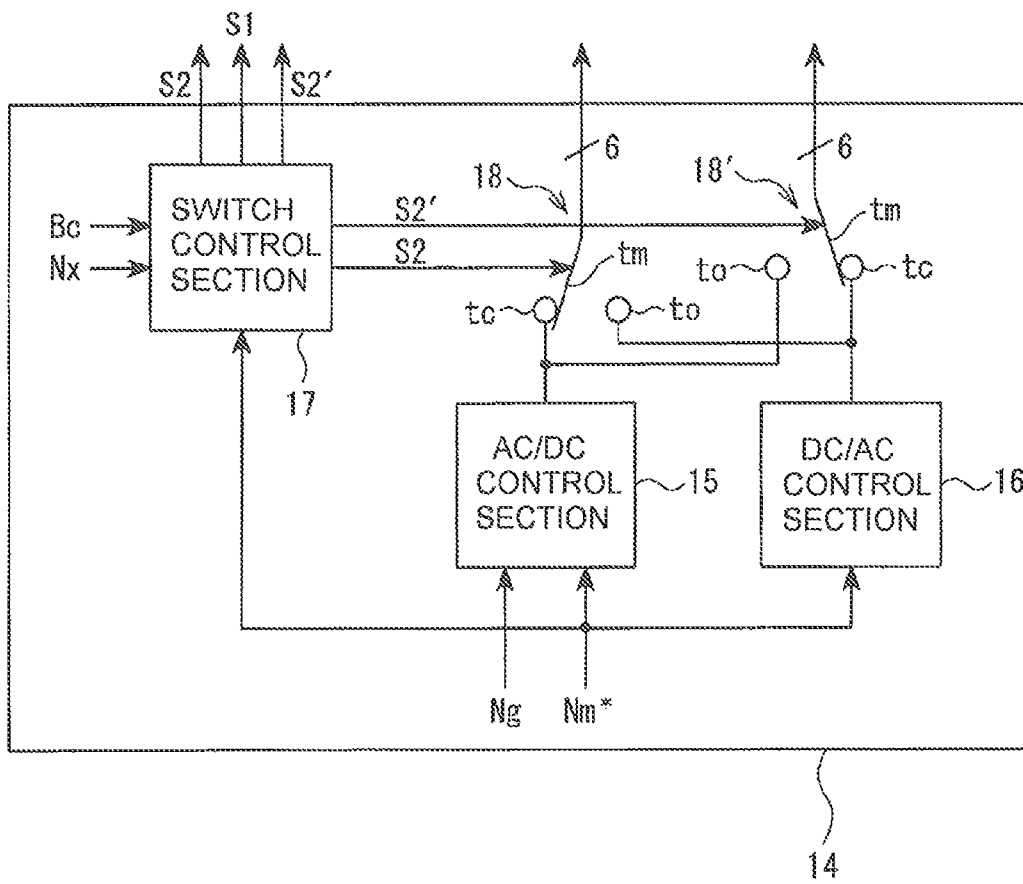 S1
S2
S2′
6
6
18
18′
Bc
Nx
SWITCH
CONTROL
SECTION
S2′
S2
tm
tm
tc
to
to
tc
17
AC/DC
CONTROL
SECTION
15
DC/AC
CONTROL
SECTION
16
Ng
Nm*
14